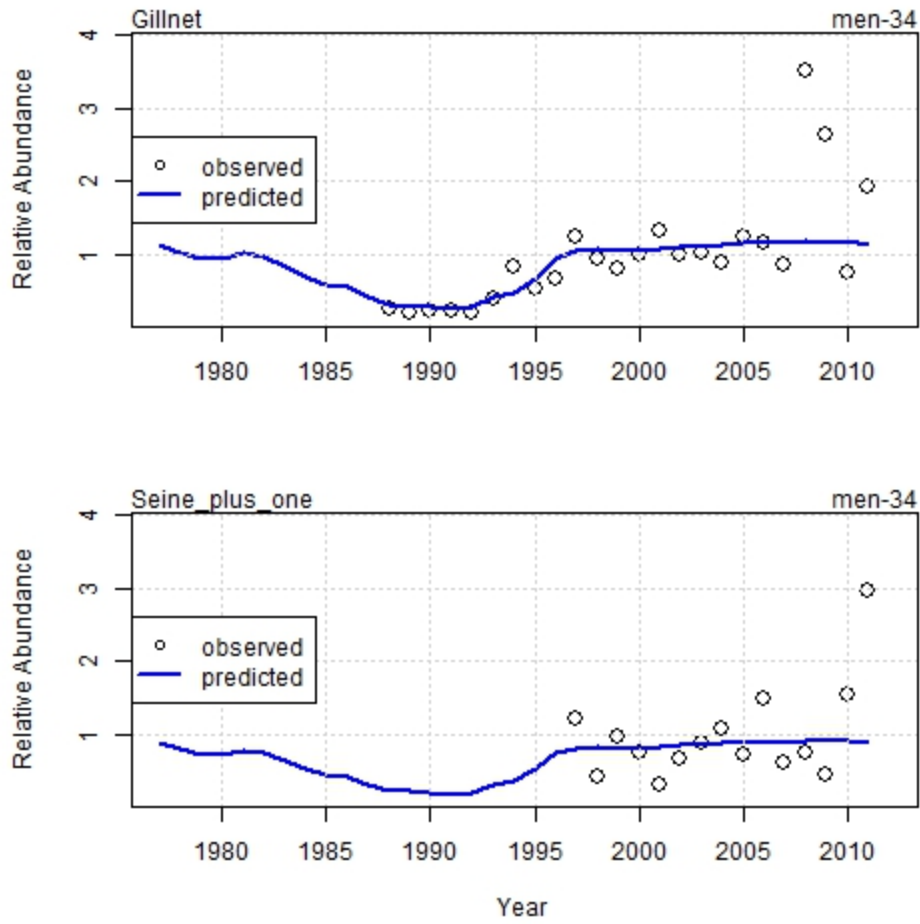 Gillnet men-34
4
3
2
1
Relative Abundance
observed
predicted
1980 1985 1990 1995 2000 2005 2010
Seine_plus_one men-34
4
3
2
1
Relative Abundance
observed
predicted
1980 1985 1990 1995 2000 2005 2010
Year